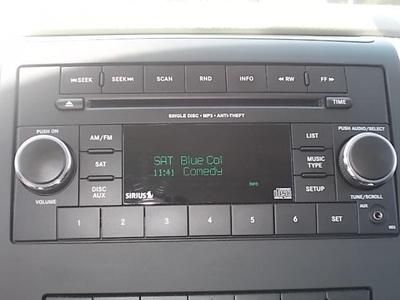 SEEK SEEK SCAN RND INFO RW FF
TIME
SINGLE DISC • MP3 • ANTI-THEFT
PUSH ON AM/FM LIST PUSH AUDIO/SELECT
SAT SAT Blue Col MUSIC TYPE
11:41 Comedy
DISC AUX INFO SETUP
VOLUME SIRIUS TUNE/SCROLL
1 2 3 4 5 6 SET AUX